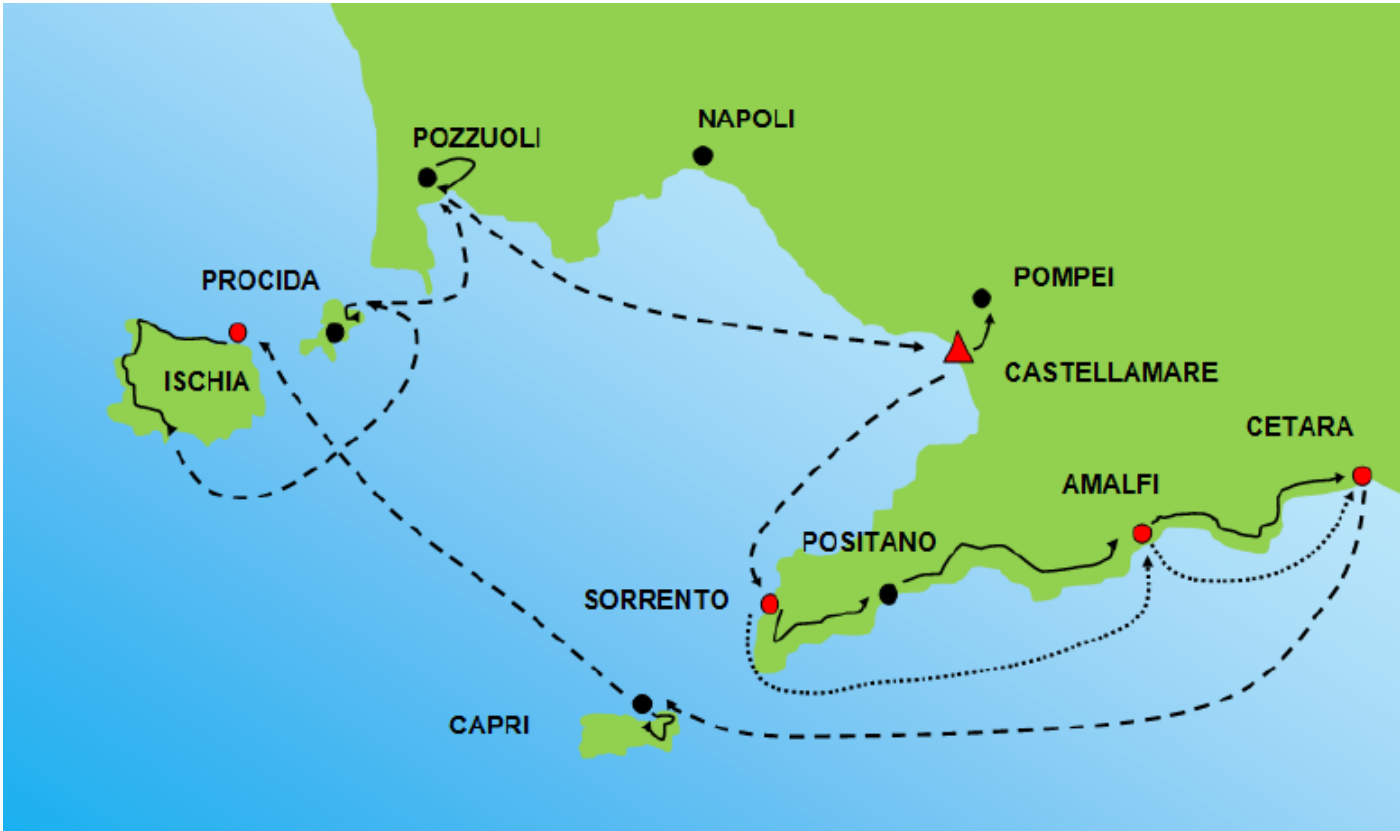 NAPOLI
POZZUOLI
PROCIDA
POMPEI
ISCHIA
CASTELLAMARE
CETARA
AMALFI
POSITANO
SORRENTO
CAPRI